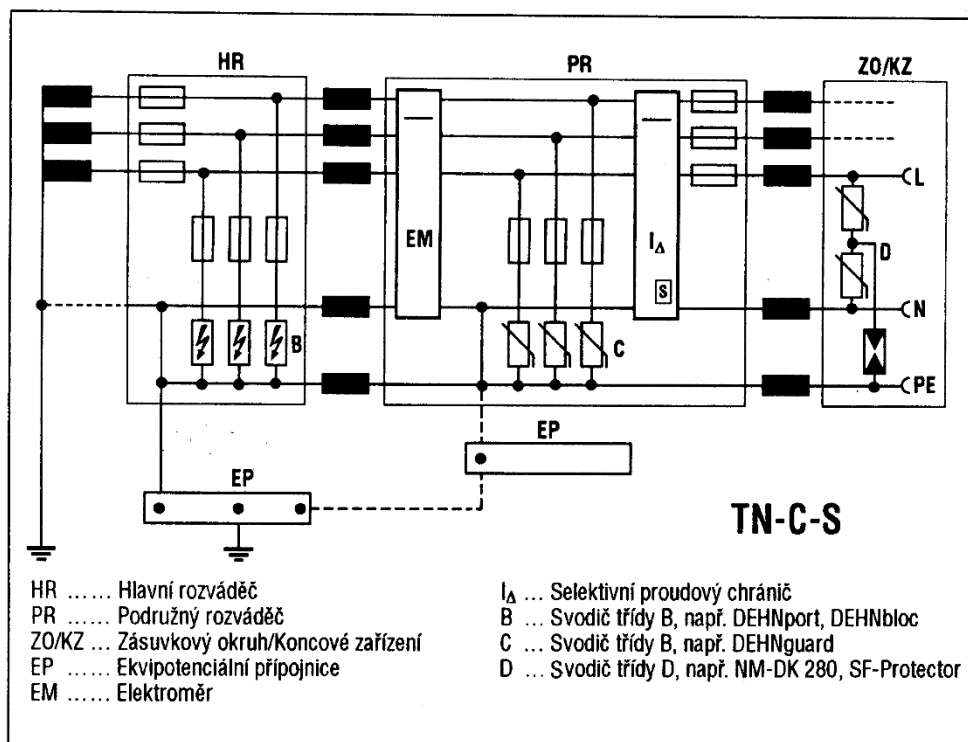 HR
PR
ZO/KZ
L
EM
I∆
D
S
N
B
C
PE
EP
EP
TN-C-S
HR ...... Hlavní rozváděč
PR ...... Podružný rozváděč
ZO/KZ ... Zásuvkový okruh/Koncové zařízení
EP ...... Ekvipotenciální přípojnice
EM ...... Elektroměr
I∆ ... Selektivní proudový chránič
B ... Svodič třídy B, např. DEHNport, DEHNbloc
C ... Svodič třídy B, např. DEHNguard
D ... Svodič třídy D, např. NM-DK 280, SF-Protector